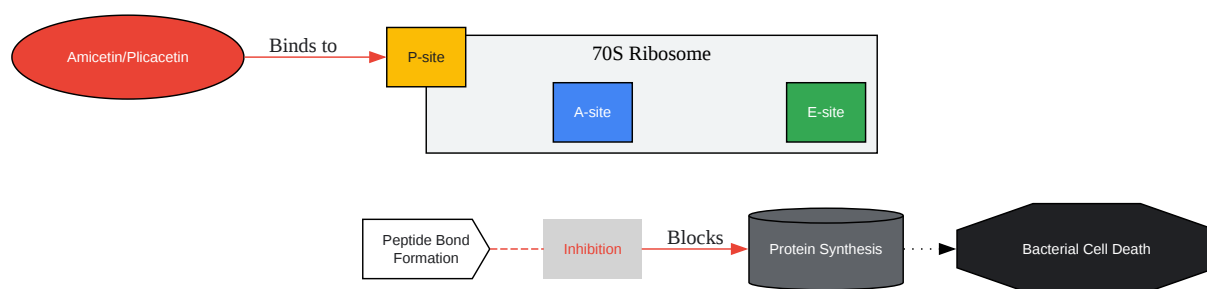 Amicetin/Plicacetin
Binds to
P-site
70S Ribosome
A-site
E-site
Peptide Bond
Formation
Inhibition
Blocks
Protein Synthesis
Bacterial Cell Death